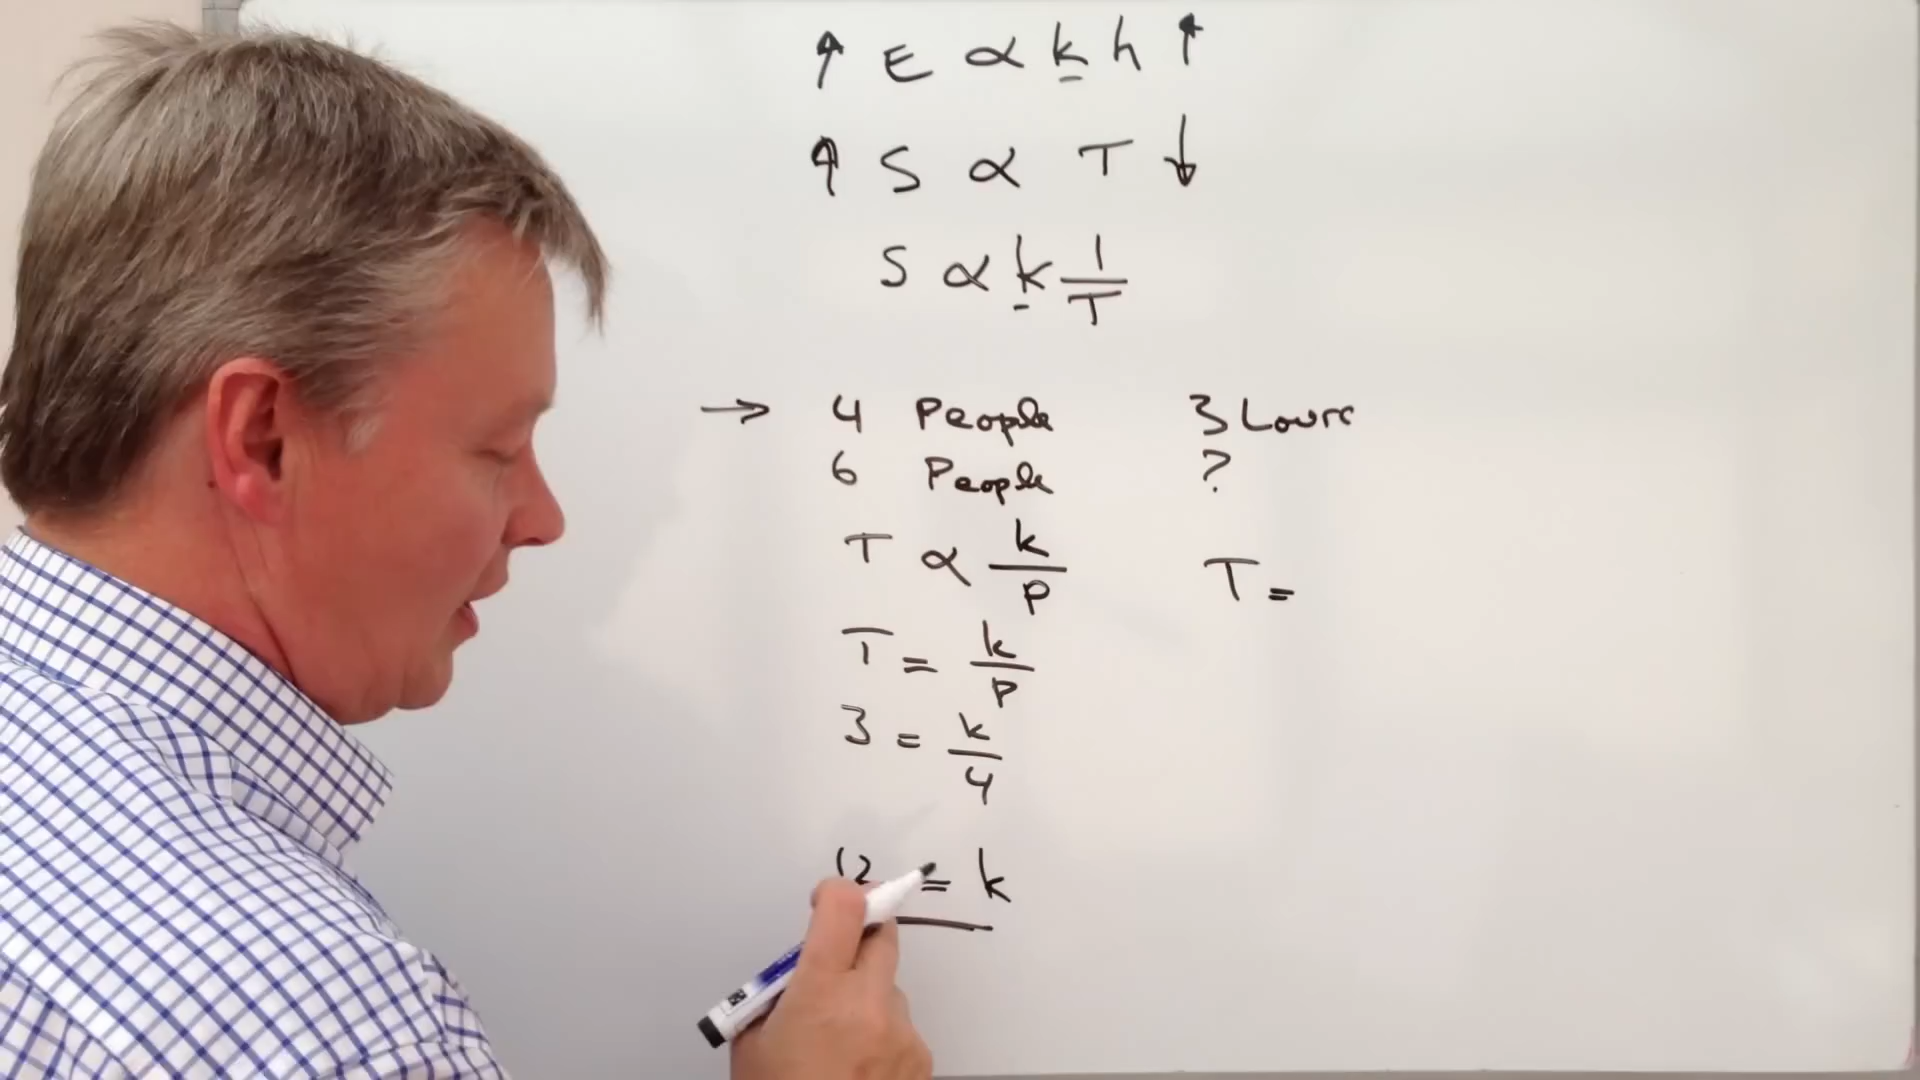 ↑ E ∝ k h ↑
↑ S ∝ T ↓
S ∝ k 1/T
→ 4 People 3 Lours
6 People ?
T ∝ k/P T =
T = k/P
3 = k/4
12 = k